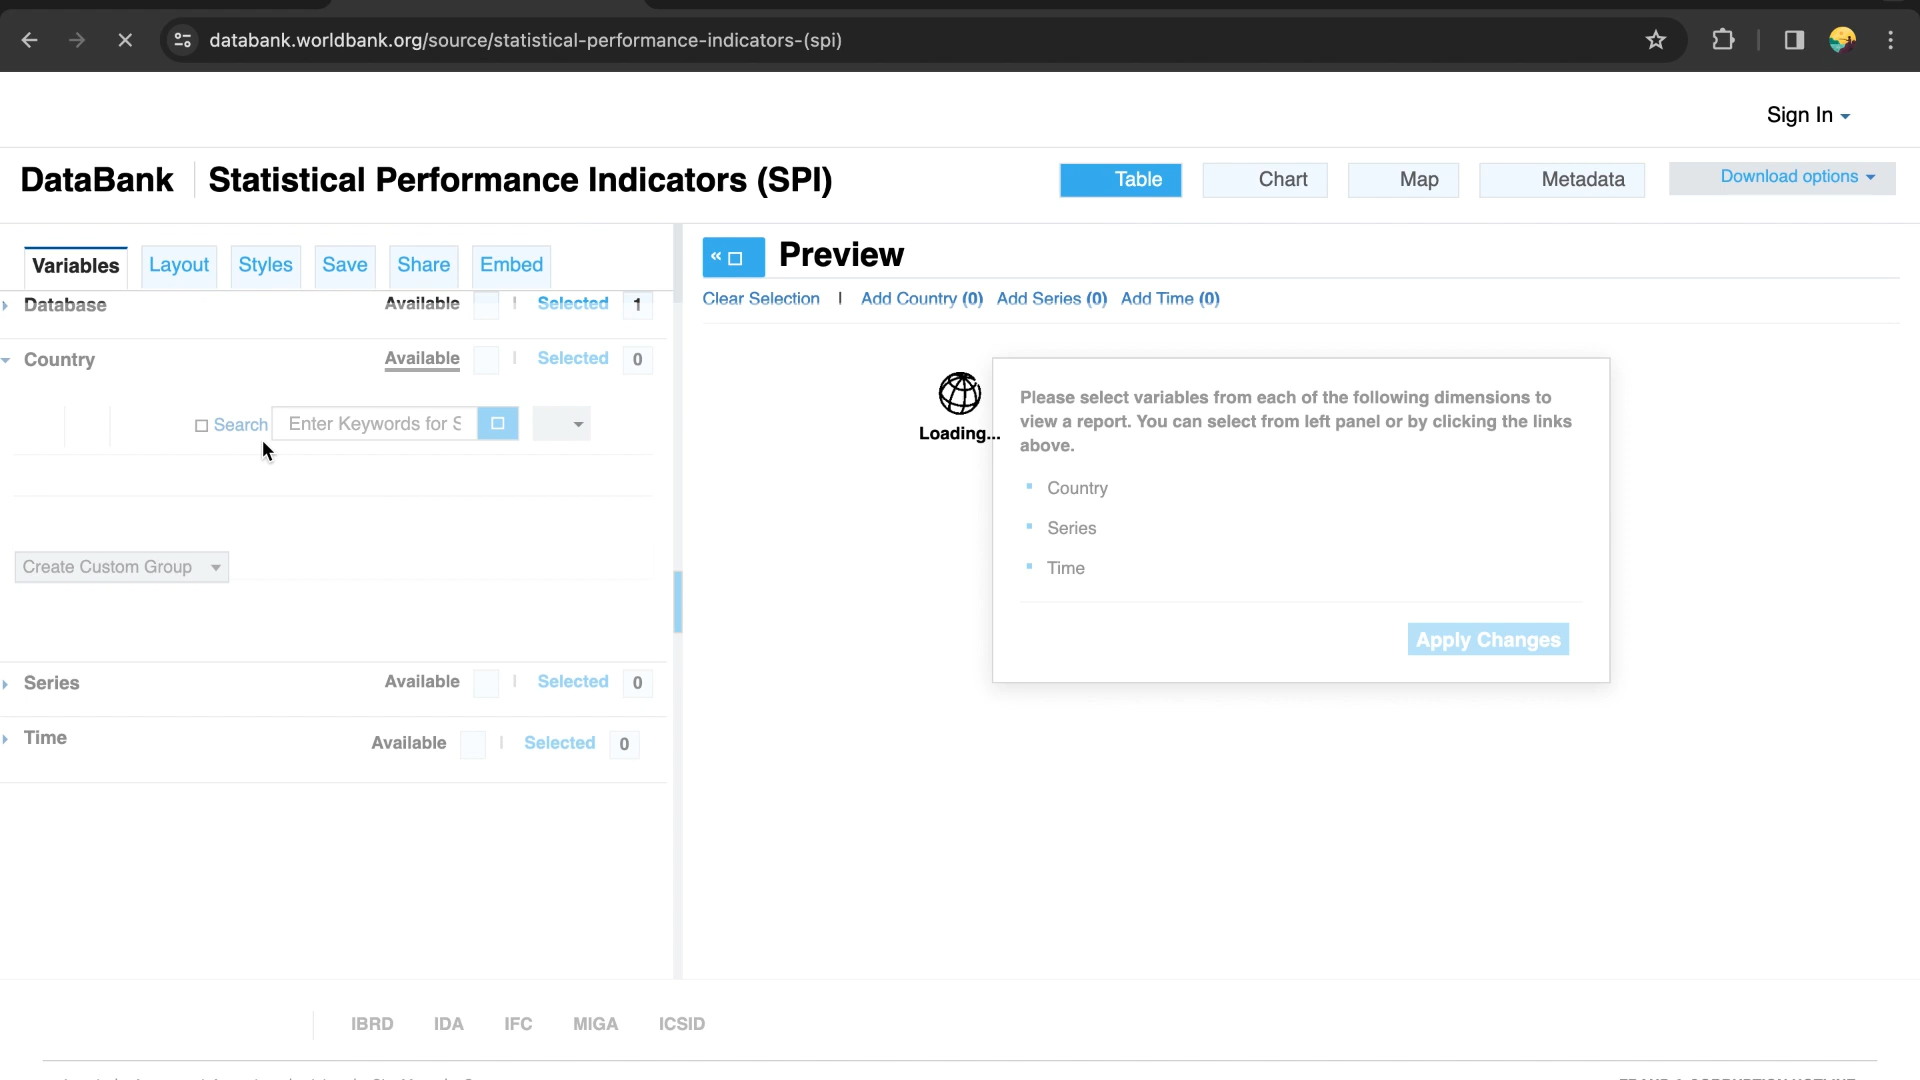 databank.worldbank.org/source/statistical-performance-indicators-(spi)
Sign In
DataBank Statistical Performance Indicators (SPI)
Table Chart Map Metadata Download options
Variables Layout Styles Save Share Embed
« Preview
Clear Selection | Add Country (0) Add Series (0) Add Time (0)
Database Available | Selected 1
Country Available | Selected 0
Search Enter Keywords for S
Loading...
Please select variables from each of the following dimensions to
view a report. You can select from left panel or by clicking the links
above.
Country
Series
Time
Apply Changes
Create Custom Group
Series Available | Selected 0
Time Available | Selected 0
IBRD IDA IFC MIGA ICSID